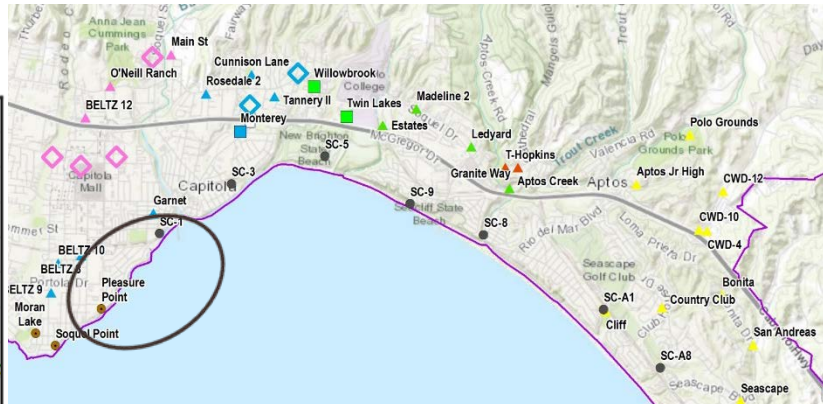 Anna Jean
Cummings
Park
Main St
O'Neill Ranch
BELTZ 12
Cunnison Lane
Rosedale 2
Willowbrook
Tannery II
Monterey
College
Twin Lakes
Madeline 2
Estates
Soquel Dr
McGregor Dr
New Brighton
State
Beach
SC-5
SC-3
Capitola
Capitola
Mall
Garnet
SC-1
BELTZ 10
Portola Dr
Pleasure
Point
Moran
Lake
Soquel Point
SC-9
Seacliff State
Beach
SC-8
Ledyard
T-Hopkins
Granite Way
Aptos Creek
Aptos Creek Rd
Trout Creek
Valencia Rd
Polo Grounds
Polo
Grounds Park
Aptos
Aptos Jr High
CWD-12
CWD-10
CWD-4
Rio del Mar Blvd
Loma Prieta Dr
Seascape
Golf Club
SC-A1
Cliff
Country Club
Bonita
San Andreas
SC-A8
Seascape Blvd
Seascape